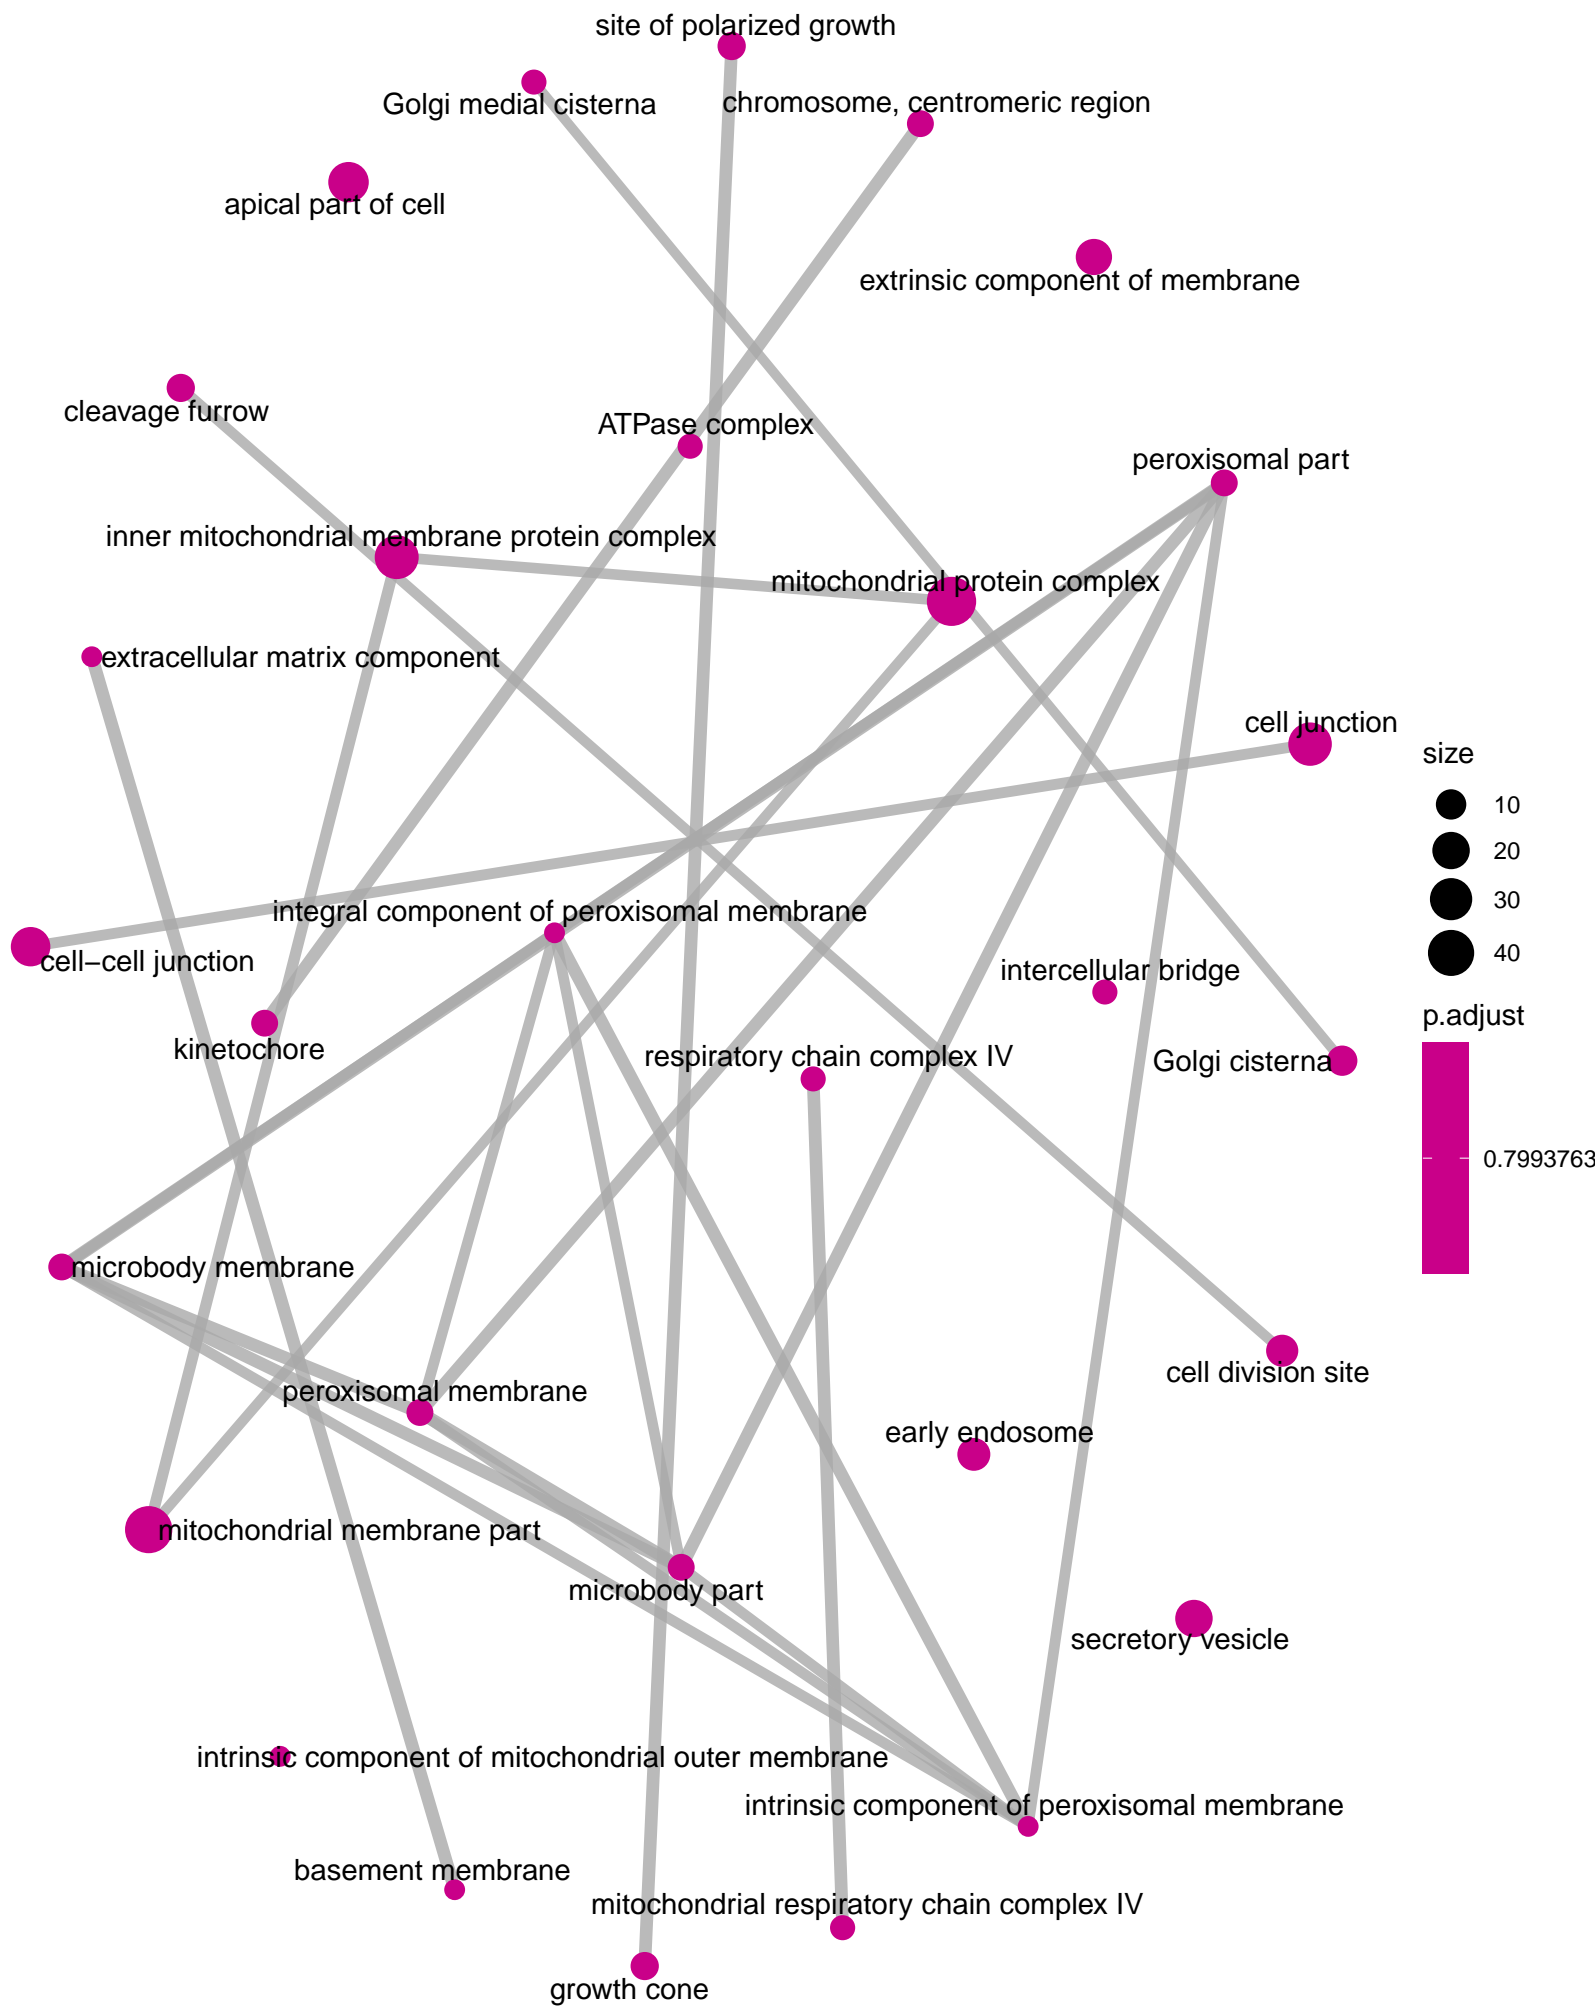 site of polarized growth
Golgi medial cisterna
chromosome, centromeric region
apical part of cell
extrinsic component of membrane
cleavage furrow
ATPase complex
peroxisomal part
inner mitochondrial membrane protein complex
mitochondrial protein complex
extracellular matrix component
cell junction
size
10
20
30
40
integral component of peroxisomal membrane
cell−cell junction
intercellular bridge
p.adjust
kinetochore
respiratory chain complex IV
Golgi cisterna
0.7993763
microbody membrane
cell division site
peroxisomal membrane
early endosome
mitochondrial membrane part
microbody part
secretory vesicle
intrinsic component of mitochondrial outer membrane
intrinsic component of peroxisomal membrane
basement membrane
mitochondrial respiratory chain complex IV
growth cone